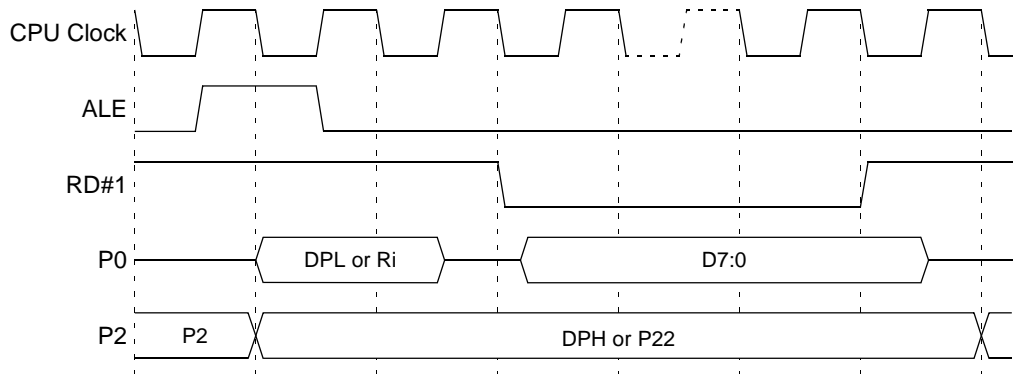 CPU Clock
ALE
RD#1
P0
DPL or Ri
D7:0
P2
P2
DPH or P22